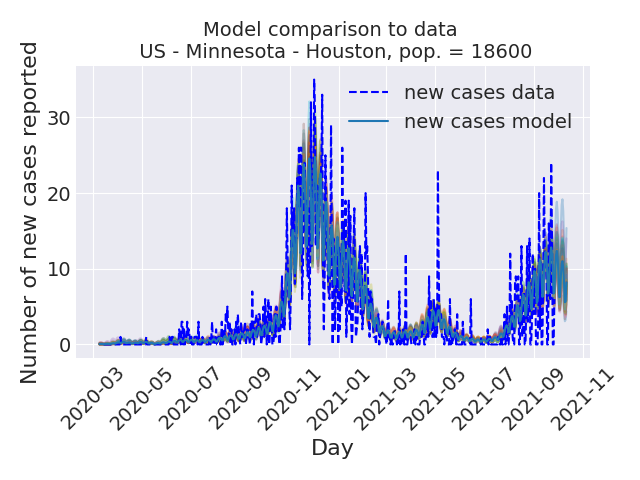 Model comparison to data
US - Minnesota - Houston, pop. = 18600
Number of new cases reported
30
20
10
0
new cases data
new cases model
2020-03
2020-05
2020-07
2020-09
2020-11
2021-01
2021-03
2021-05
2021-07
2021-09
2021-11
Day